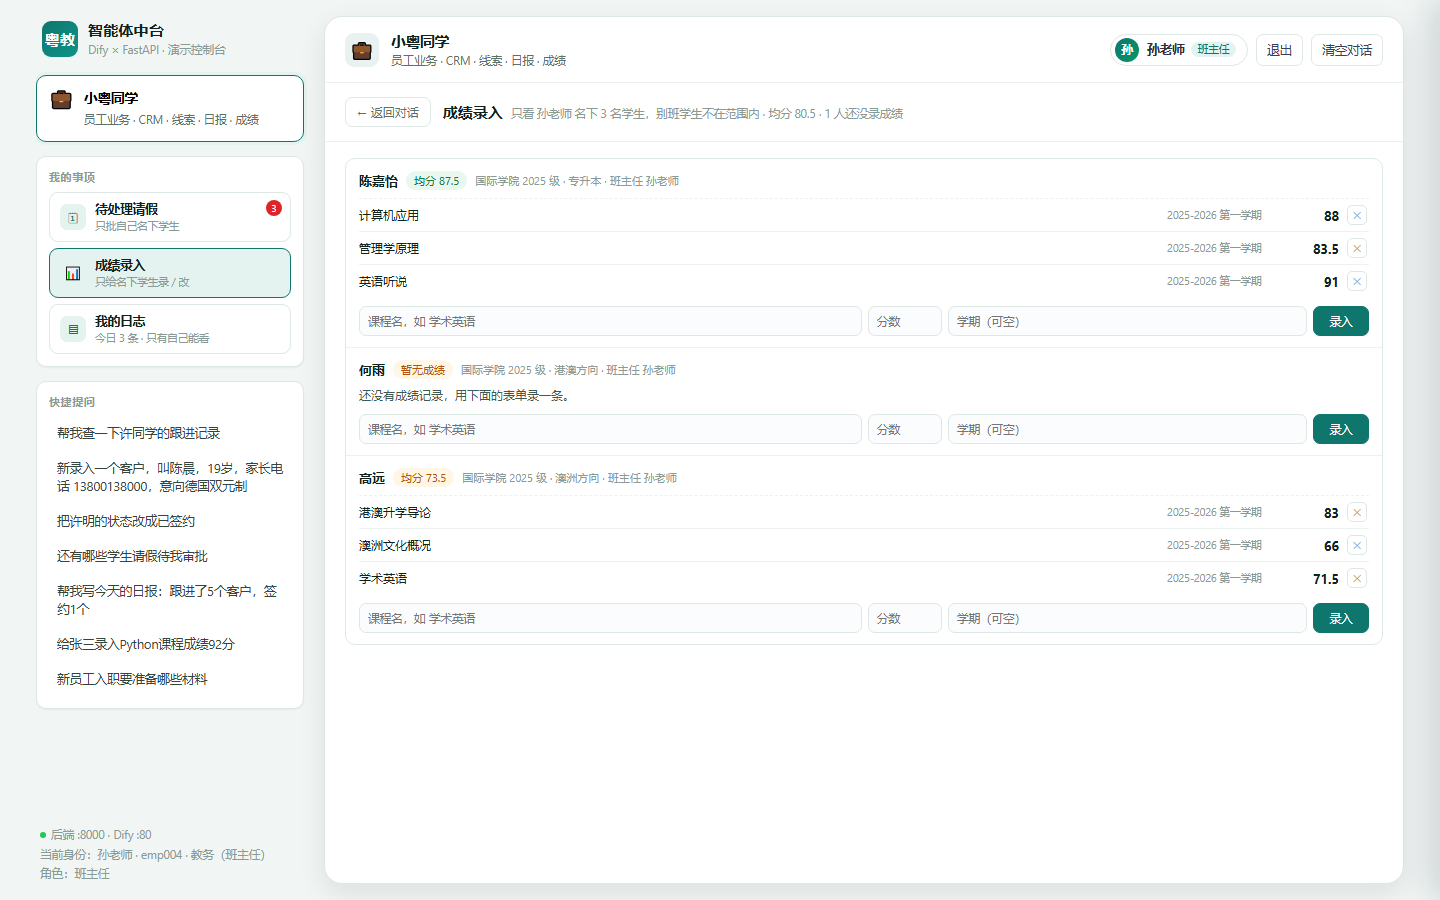 粤教
智能体中台
Dify × FastAPI · 演示控制台
小粤同学
员工业务 · CRM · 线索 · 日报 · 成绩
我的事项
待处理请假
只批自己名下学生
3
成绩录入
只给名下学生录 / 改
我的日志
今日 3 条 · 只有自己能看
快捷提问
帮我查一下许同学的跟进记录
新录入一个客户，叫陈晨，19岁，家长电
话 13800138000，意向德国双元制
把许明的状态改成已签约
还有哪些学生请假待我审批
帮我写今天的日报：跟进了5个客户，签
约1个
给张三录入Python课程成绩92分
新员工入职要准备哪些材料
后端 :8000 · Dify :80
当前身份：孙老师 · emp004 · 教务（班主任）
角色：班主任
小粤同学
员工业务 · CRM · 线索 · 日报 · 成绩
孙 孙老师 班主任
退出
清空对话
← 返回对话
成绩录入 只看 孙老师 名下 3 名学生，别班学生不在范围内 · 均分 80.5 · 1 人还没录成绩
陈嘉怡 均分 87.5 国际学院 2025 级 · 专升本 · 班主任 孙老师
计算机应用 2025-2026 第一学期 88 ×
管理学原理 2025-2026 第一学期 83.5 ×
英语听说 2025-2026 第一学期 91 ×
课程名，如 学术英语 分数 学期（可空） 录入
何雨 暂无成绩 国际学院 2025 级 · 港澳方向 · 班主任 孙老师
还没有成绩记录，用下面的表单录一条。
课程名，如 学术英语 分数 学期（可空） 录入
高远 均分 73.5 国际学院 2025 级 · 澳洲方向 · 班主任 孙老师
港澳升学导论 2025-2026 第一学期 83 ×
澳洲文化概况 2025-2026 第一学期 66 ×
学术英语 2025-2026 第一学期 71.5 ×
课程名，如 学术英语 分数 学期（可空） 录入